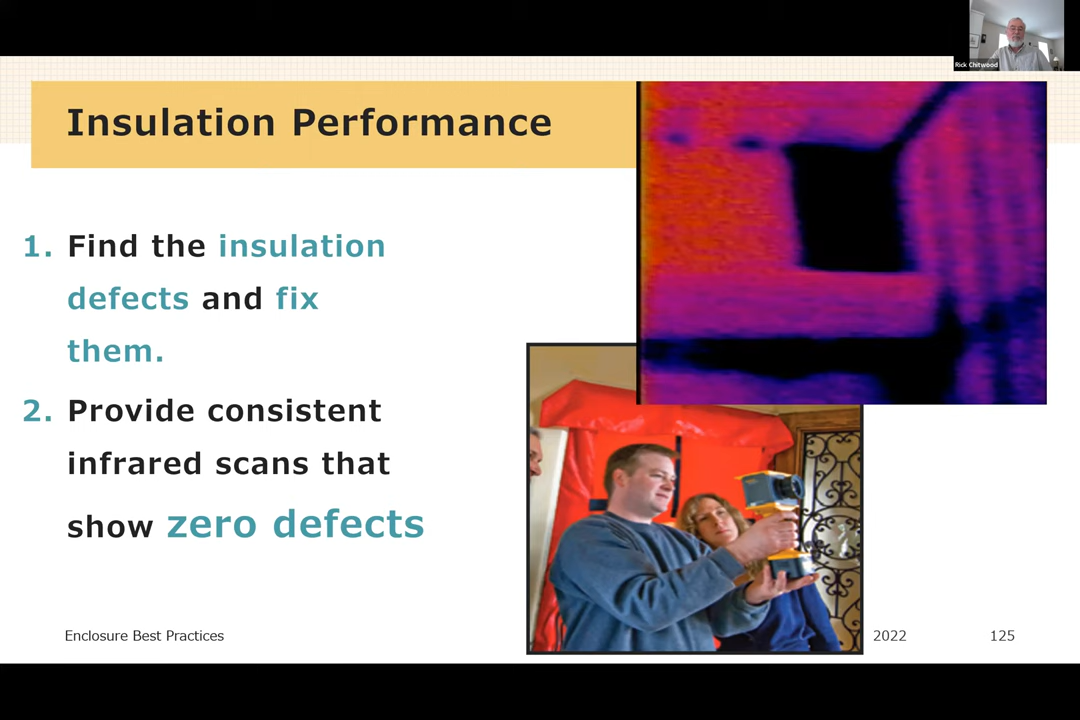 Rick Chitwood
Insulation Performance
1. Find the insulation
defects and fix
them.
2. Provide consistent
infrared scans that
show zero defects
Enclosure Best Practices
2022
125